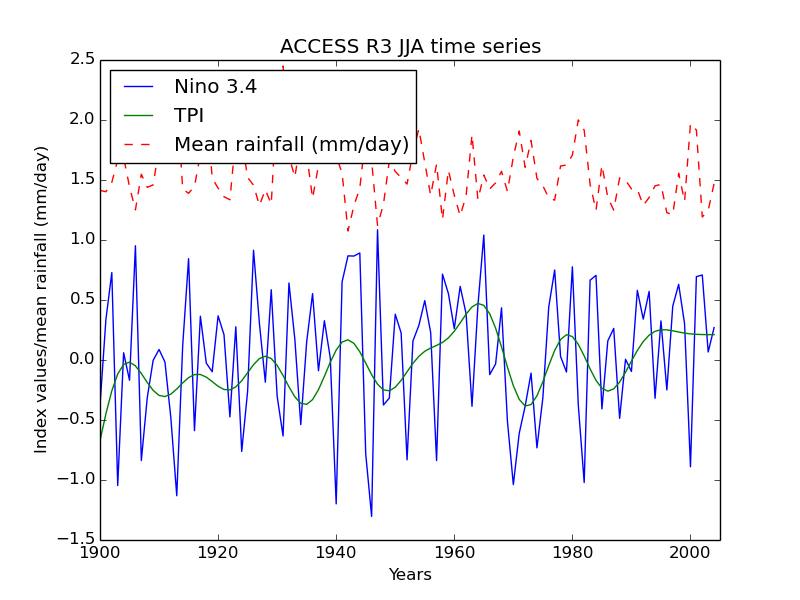 ACCESS R3 JJA time series
Nino 3.4
TPI
Mean rainfall (mm/day)
Index values/mean rainfall (mm/day)
2.5
2.0
1.5
1.0
0.5
0.0
−0.5
−1.0
−1.5
1900 1920 1940 1960 1980 2000
Years